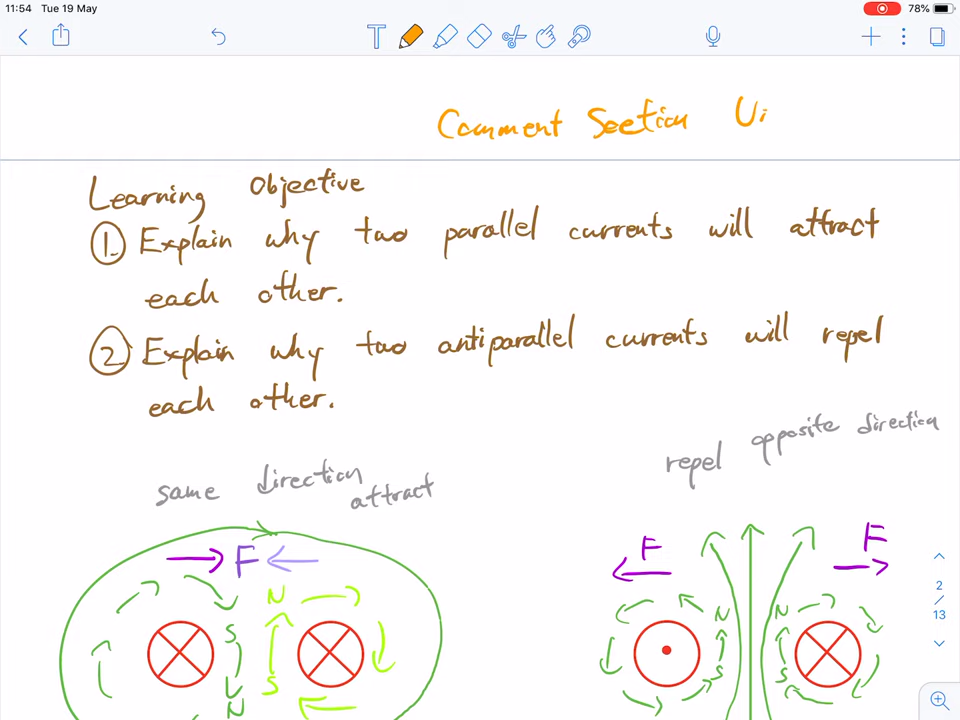 11:54 Tue 19 May
78%
Comment Section Ui
Learning Objective
1. Explain why two parallel currents will attract
each other.
2 Explain why two antiparallel currents will repel
each other.
same direction attract
repel opposite direction
F
F
F
N
S
S
N
N
N
S
S
2
/
13